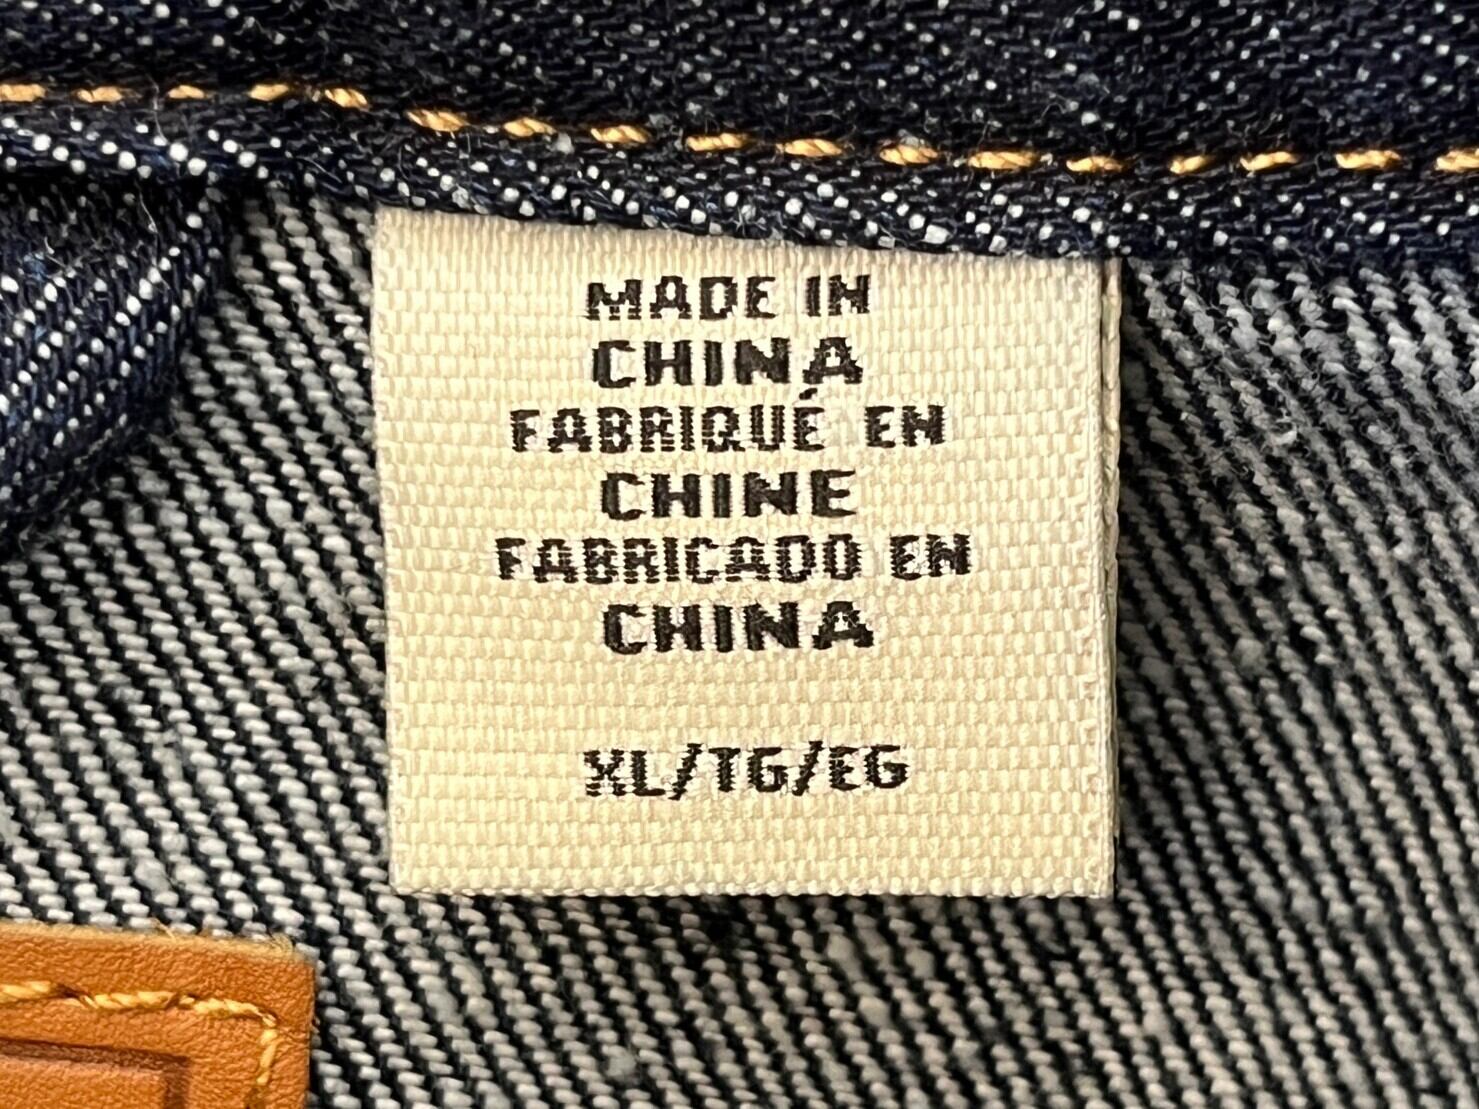 MADE IN
CHINA
FABRIQUÉ EN
CHINE
FABRICADO EN
CHINA
XL/TG/EG